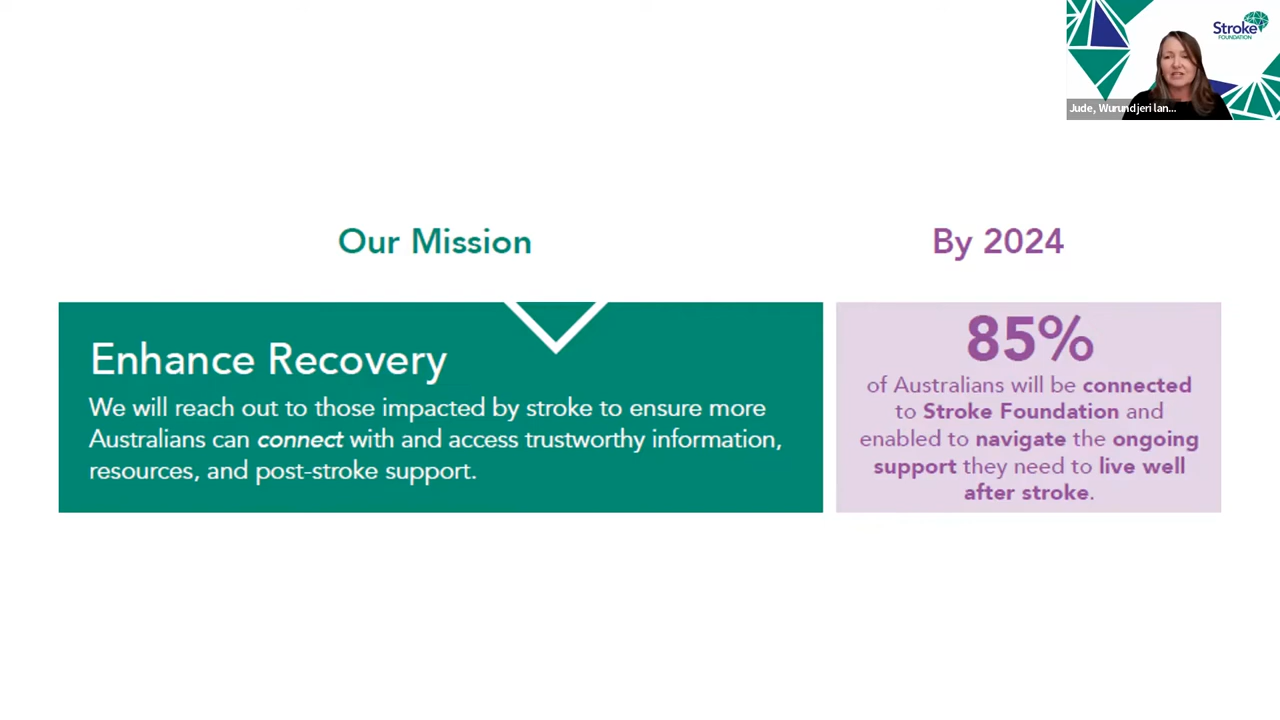 Stroke
FOUNDATION
Jude, Wurundjeri lan...
Our Mission
By 2024
Enhance Recovery
We will reach out to those impacted by stroke to ensure more
Australians can connect with and access trustworthy information,
resources, and post-stroke support.
85%
of Australians will be connected
to Stroke Foundation and
enabled to navigate the ongoing
support they need to live well
after stroke.